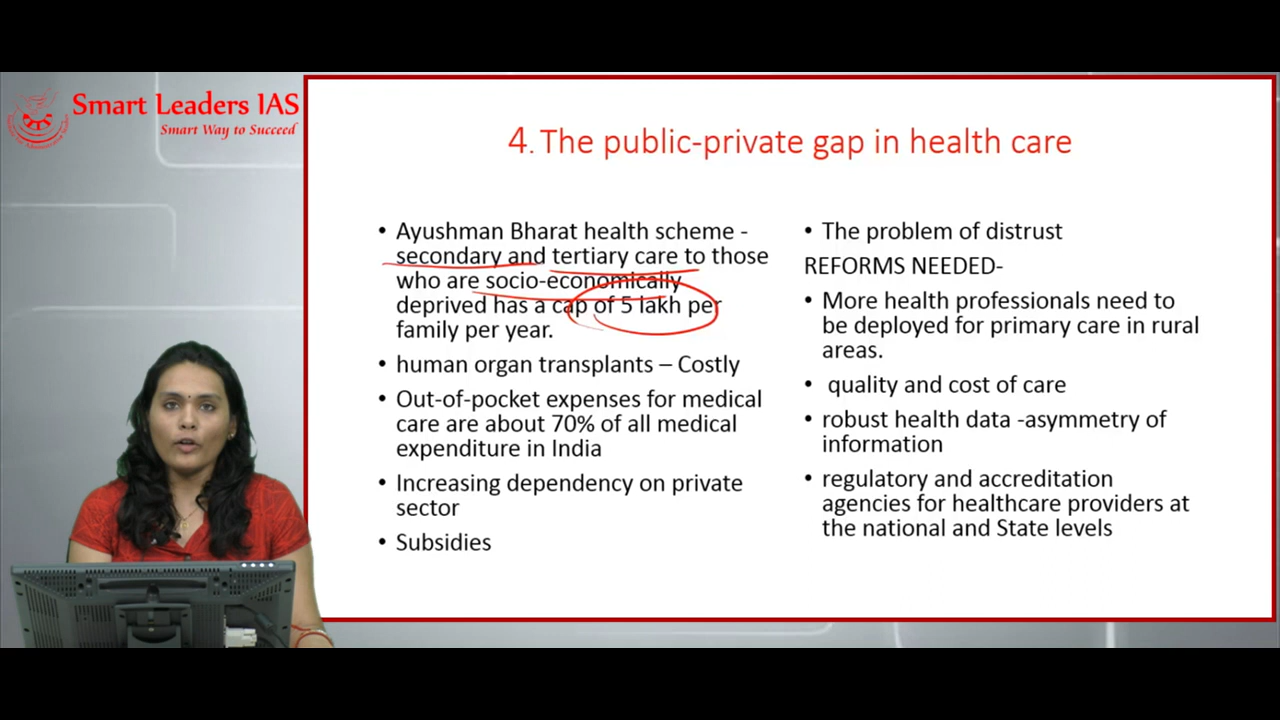 Smart Leaders IAS
Smart Way to Succeed
4. The public-private gap in health care
• Ayushman Bharat health scheme -
secondary and tertiary care to those
who are socio-economically
deprived has a cap of 5 lakh per
family per year.
• human organ transplants – Costly
• Out-of-pocket expenses for medical
care are about 70% of all medical
expenditure in India
• Increasing dependency on private
sector
• Subsidies
• The problem of distrust
REFORMS NEEDED-
• More health professionals need to
be deployed for primary care in rural
areas.
• quality and cost of care
• robust health data -asymmetry of
information
• regulatory and accreditation
agencies for healthcare providers at
the national and State levels